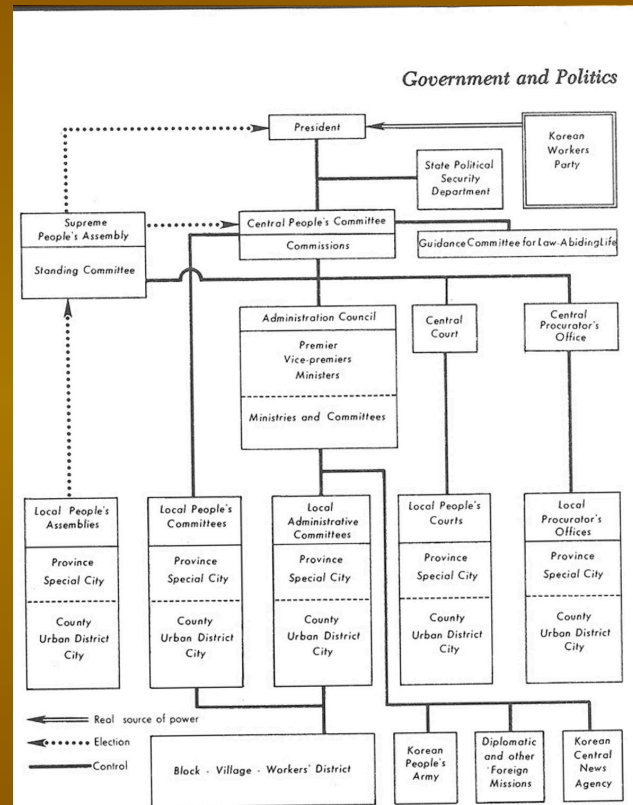 Government and Politics
President
Korean
Workers
Party
State Political
Security
Department
Supreme
People's Assembly
Standing Committee
Central People's Committee
Commissions
Guidance Committee for Law-Abiding Life
Administration Council
Premier
Vice-premiers
Ministers
Ministries and Committees
Central
Court
Central
Procurator's
Office
Local People's
Assemblies
Province
Special City
County
Urban District
City
Local People's
Committees
Province
Special City
County
Urban District
City
Local
Administrative
Committees
Province
Special City
County
Urban District
City
Local People's
Courts
Province
Special City
County
Urban District
City
Local
Procurator's
Offices
Province
Special City
County
Urban District
City
Real source of power
Election
Control
Block - Village - Workers' District
Korean
People's
Army
Diplomatic
and other
Foreign
Missions
Korean
Central
News
Agency